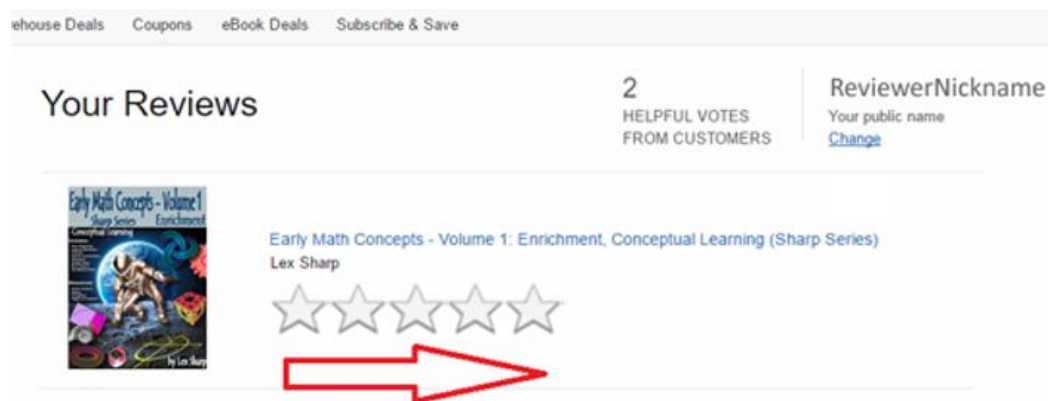 ehouse Deals Coupons eBook Deals Subscribe & Save
Your Reviews
2
HELPFUL VOTES
FROM CUSTOMERS
ReviewerNickname
Your public name
Change
Early Math Concepts - Volume 1
Sharp Series Enrichment
Conceptual Learning
by Lex Sharp
Early Math Concepts - Volume 1: Enrichment, Conceptual Learning (Sharp Series)
Lex Sharp